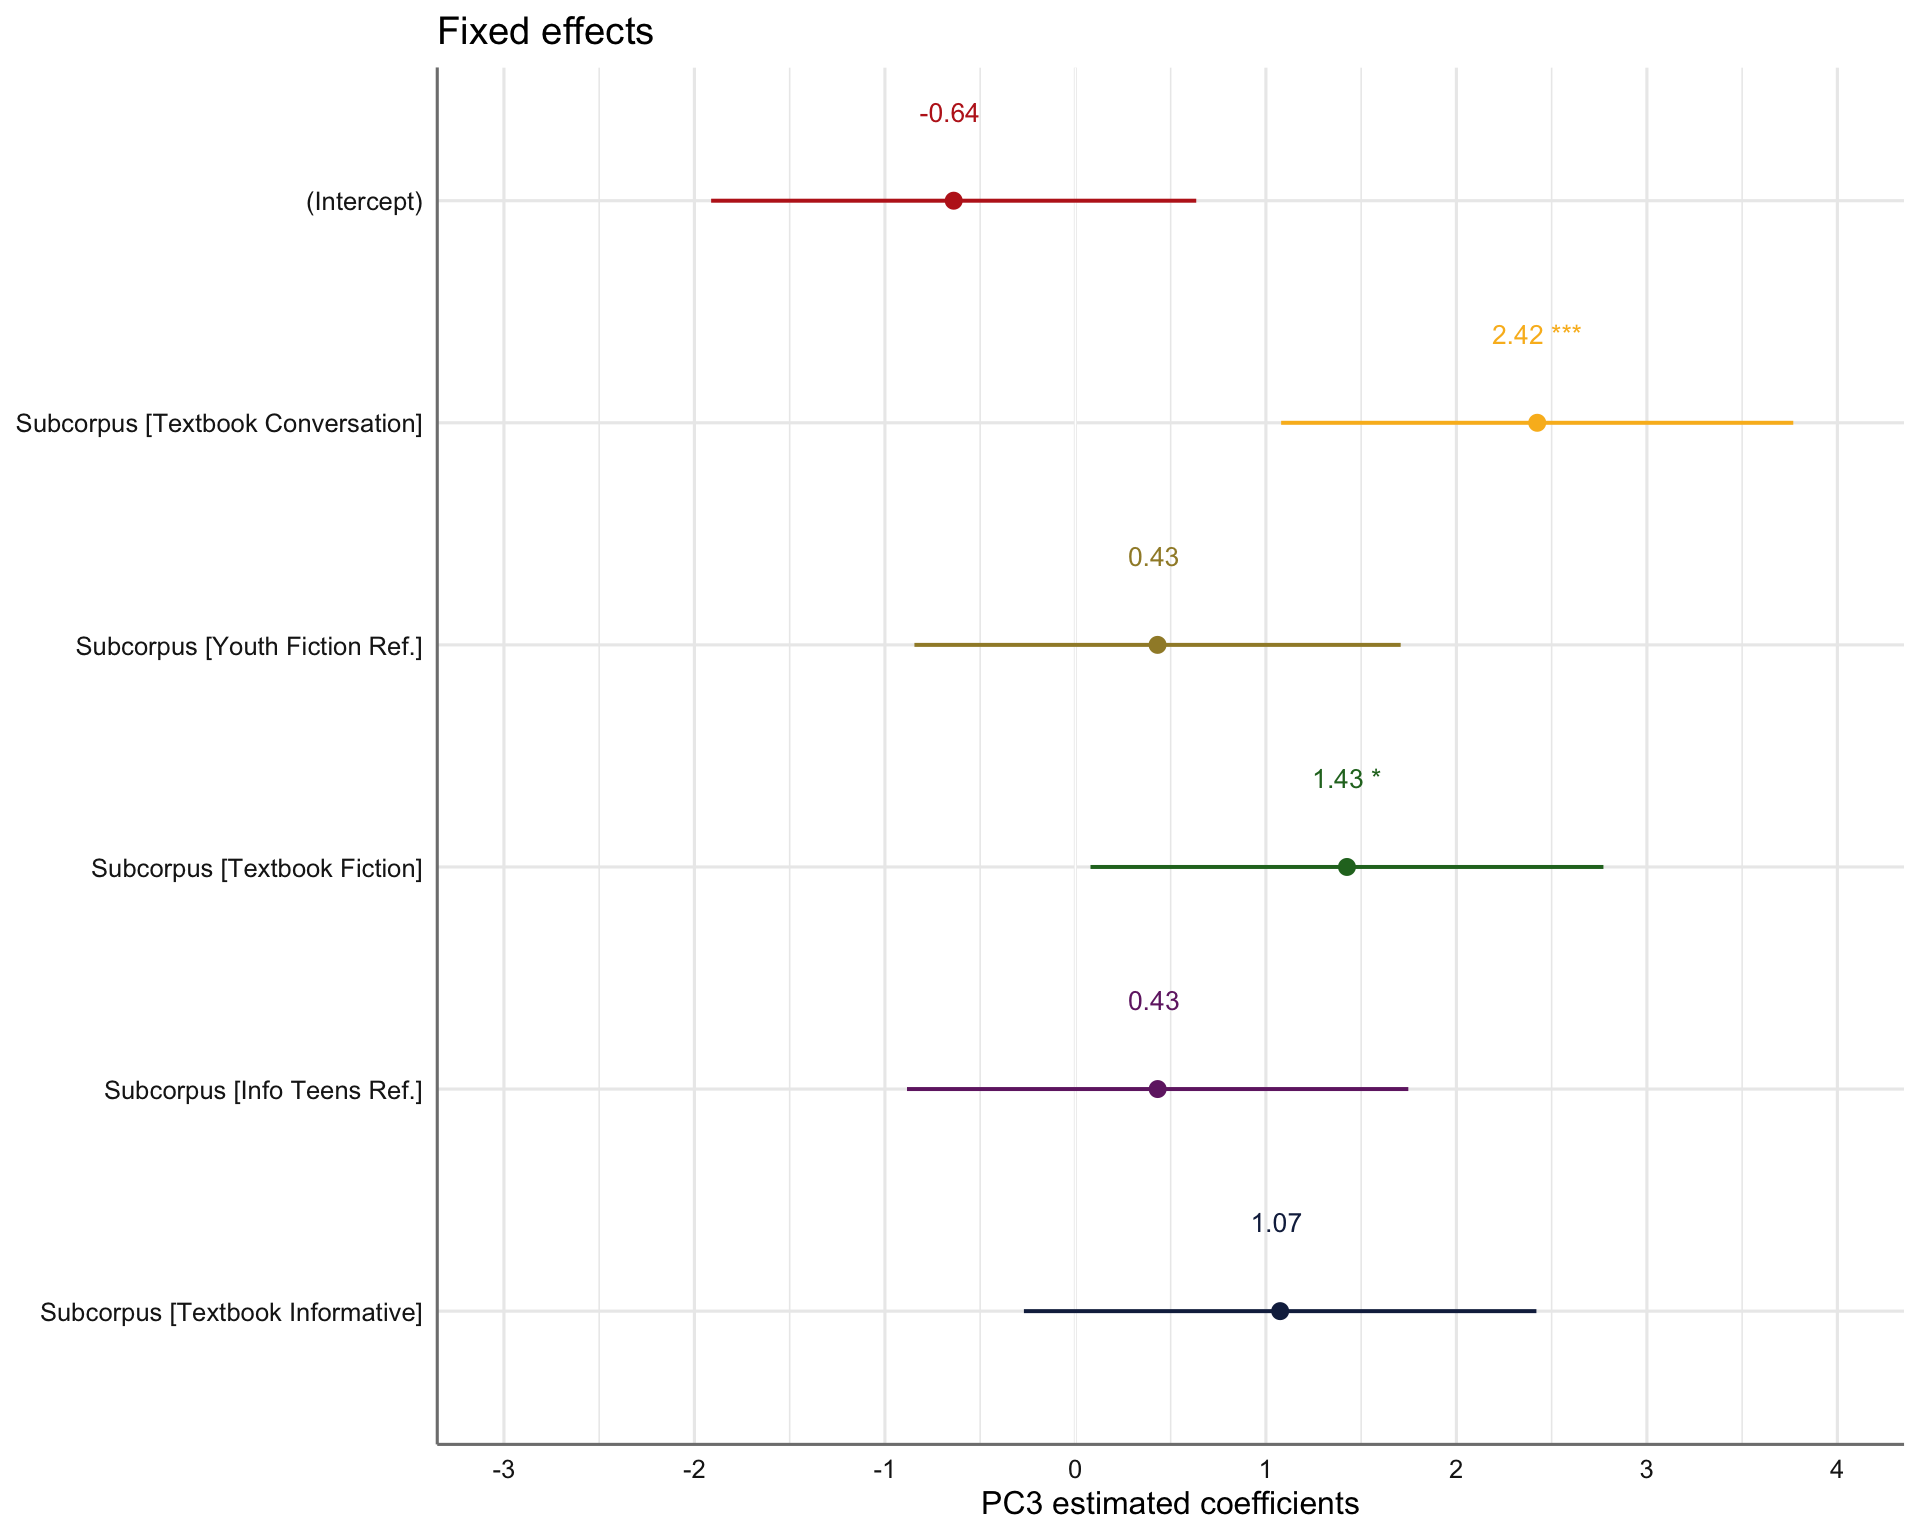 Fixed effects
-0.64
(Intercept)
2.42 ***
Subcorpus [Textbook Conversation]
0.43
Subcorpus [Youth Fiction Ref.]
1.43 *
Subcorpus [Textbook Fiction]
0.43
Subcorpus [Info Teens Ref.]
1.07
Subcorpus [Textbook Informative]
-3 -2 -1 0 1 2 3 4
PC3 estimated coefficients